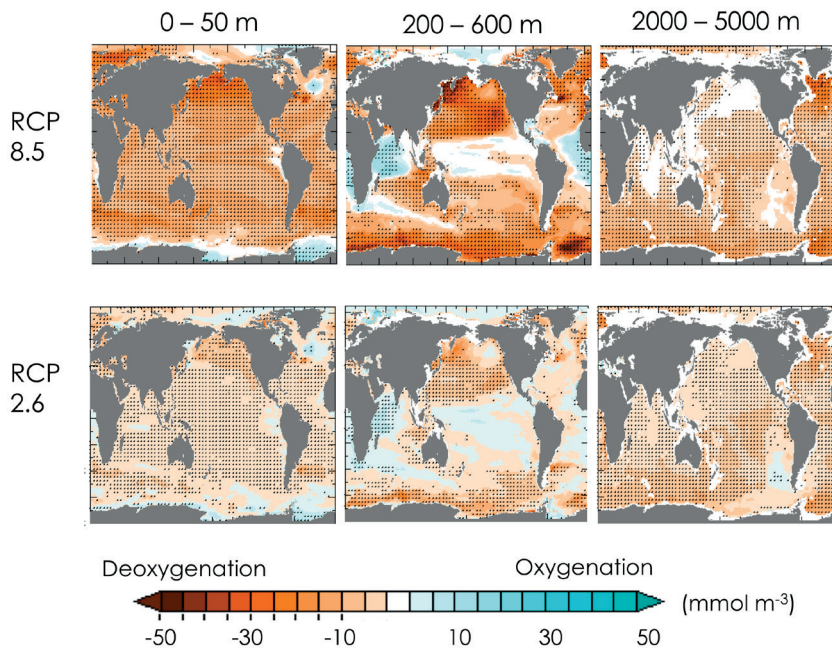 0 – 50 m
200 – 600 m
2000 – 5000 m
RCP
8.5
RCP
2.6
Deoxygenation
Oxygenation
(mmol m-3)
-50
-30
-10
10
30
50